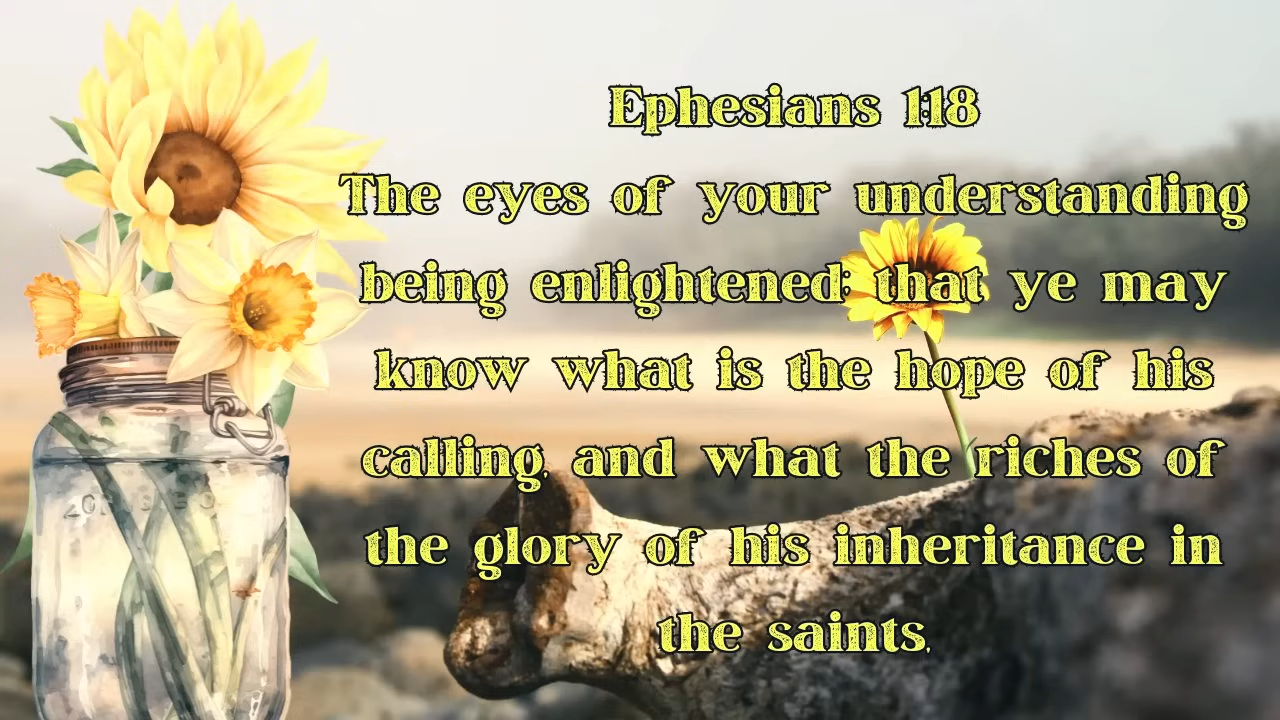 Ephesians 1:18
The eyes of your understanding
being enlightened; that ye may
know what is the hope of his
calling, and what the riches of
the glory of his inheritance in
the saints,